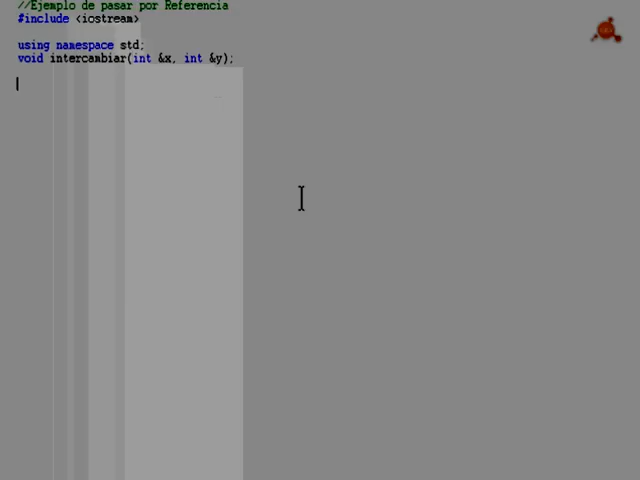 //Ejemplo de pasar por Referencia
#include <iostream>
using namespace std;
void intercambiar(int &x, int &y);